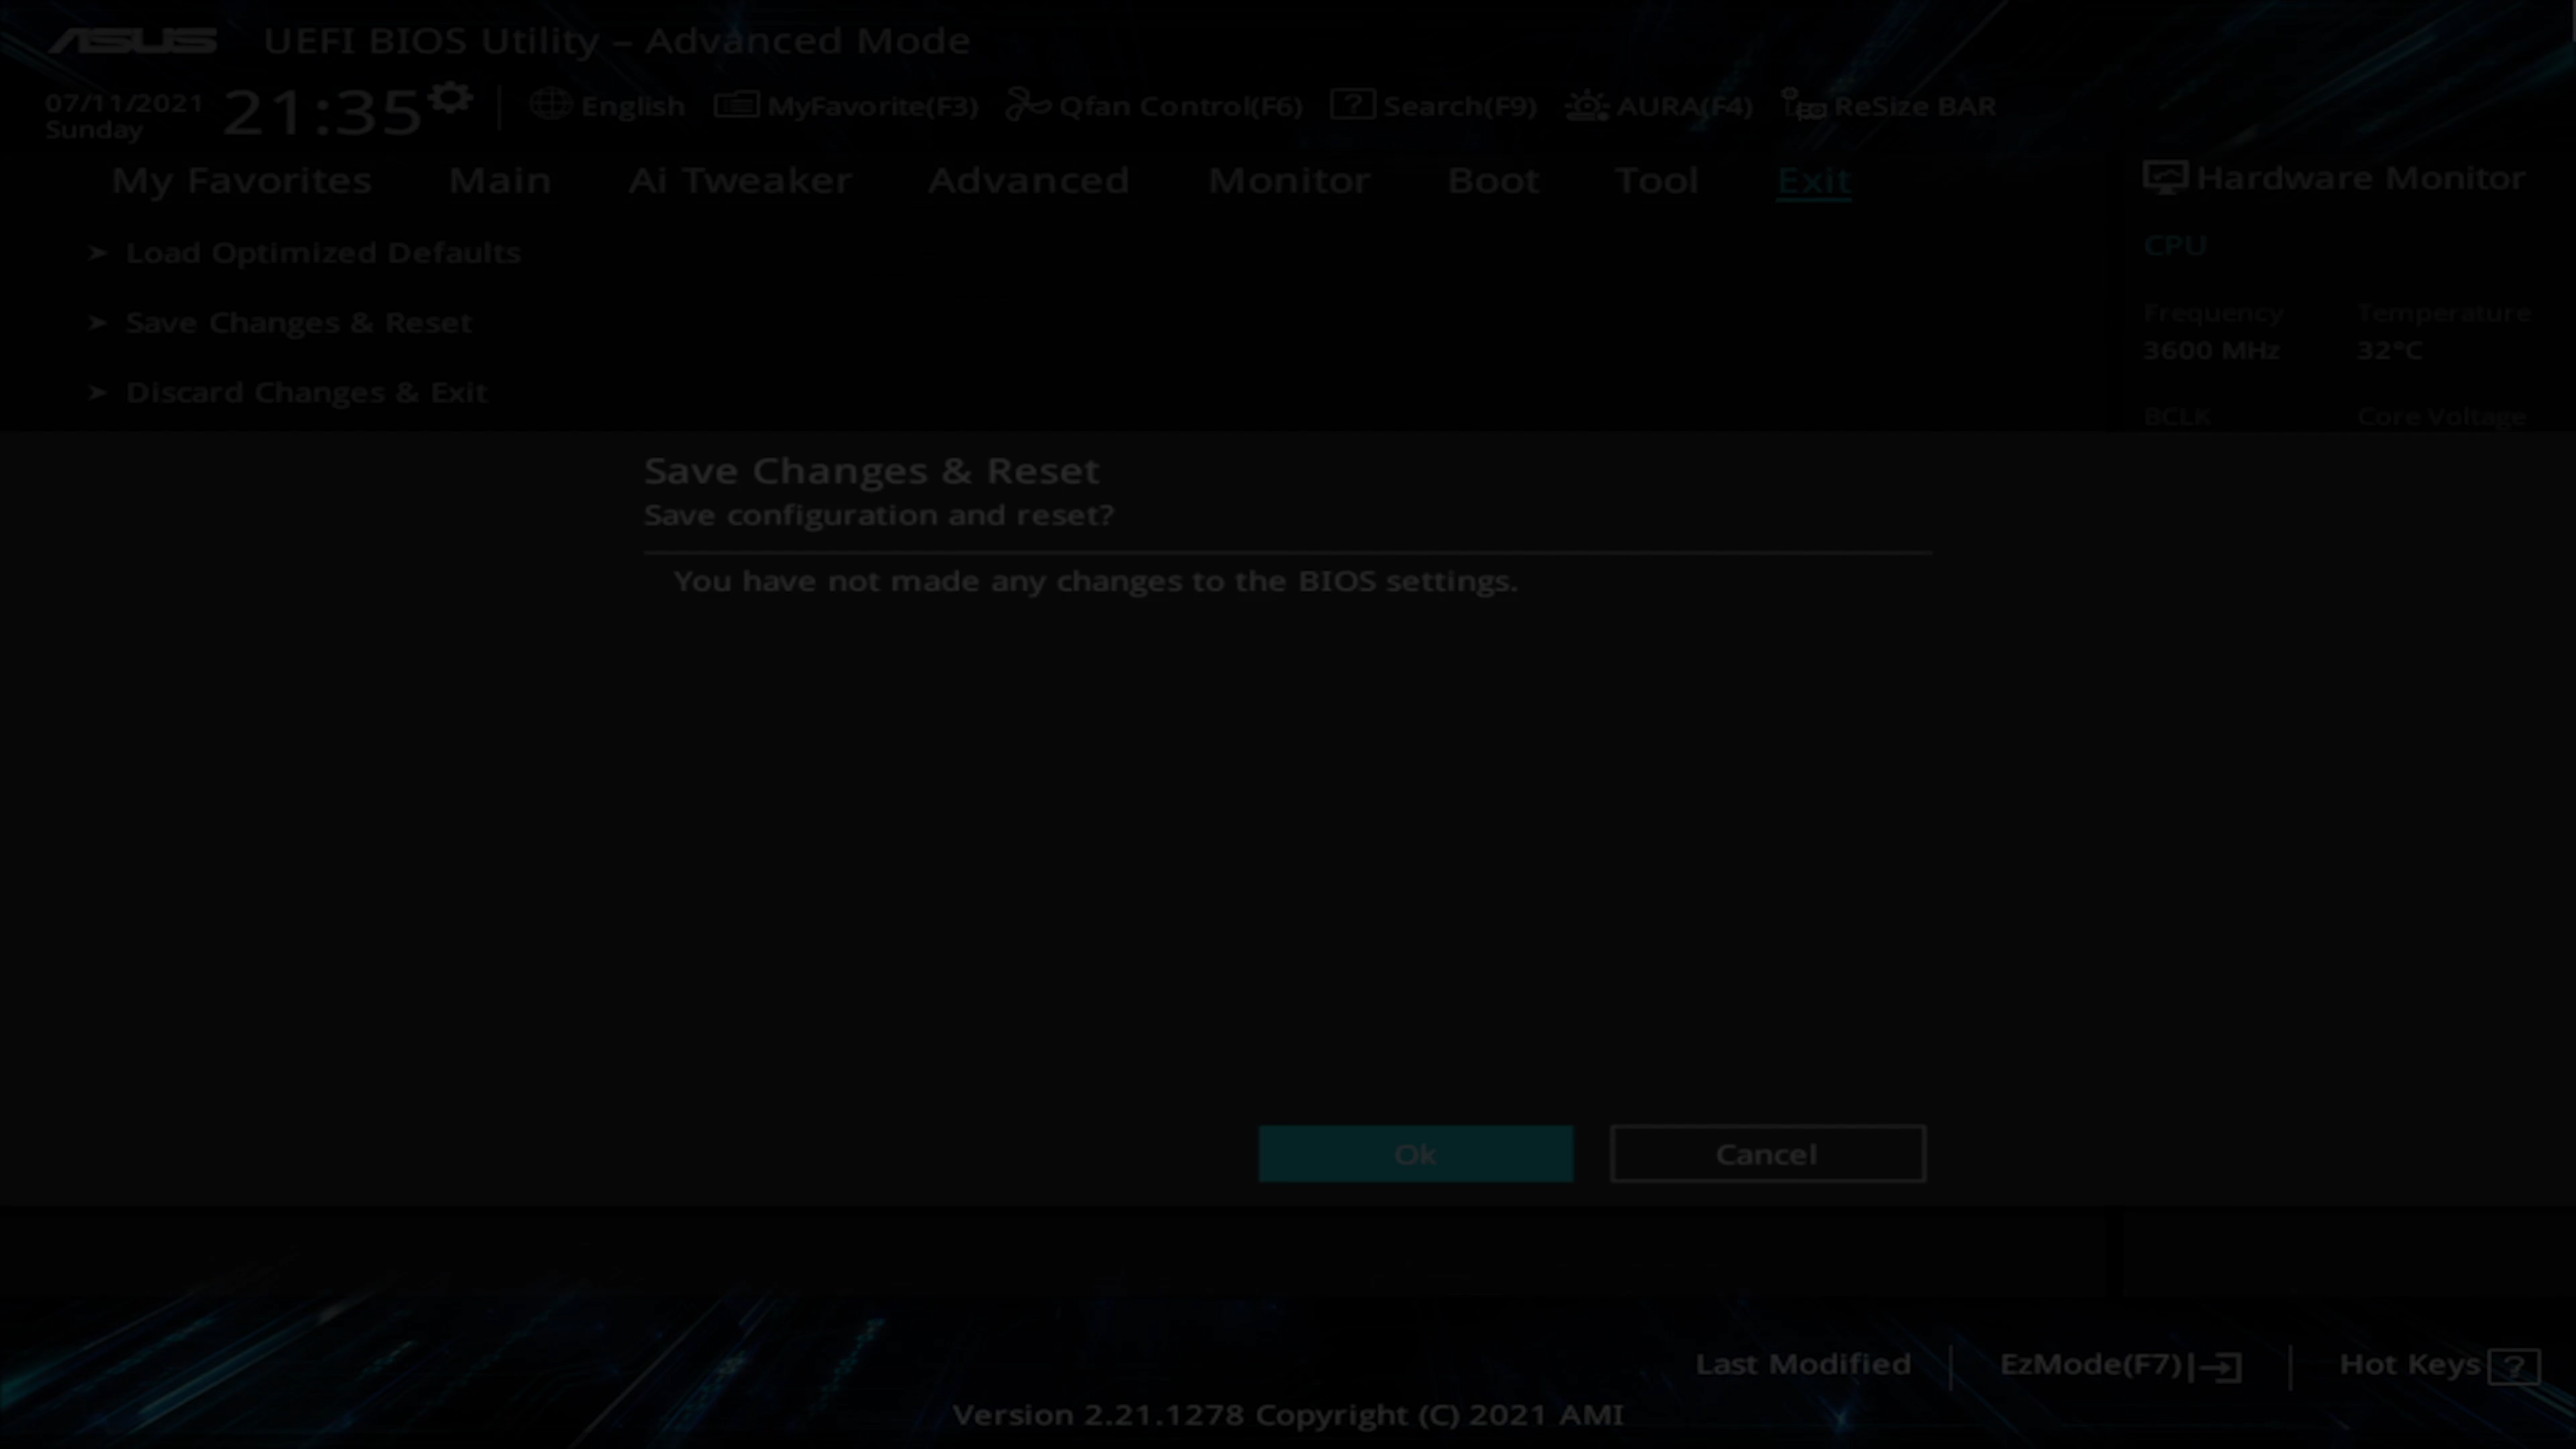 ASUS UEFI BIOS Utility – Advanced Mode
07/11/2021
Sunday
21:35
English MyFavorite(F3) Qfan Control(F6) ? Search(F9) AURA(F4) ReSize BAR
My Favorites Main Ai Tweaker Advanced Monitor Boot Tool Exit
Hardware Monitor
Load Optimized Defaults
Save Changes & Reset
Discard Changes & Exit
CPU
Frequency Temperature
3600 MHz 32°C
BCLK Core Voltage
Save Changes & Reset
Save configuration and reset?
You have not made any changes to the BIOS settings.
Ok Cancel
Last Modified EzMode(F7) Hot Keys ?
Version 2.21.1278 Copyright (C) 2021 AMI